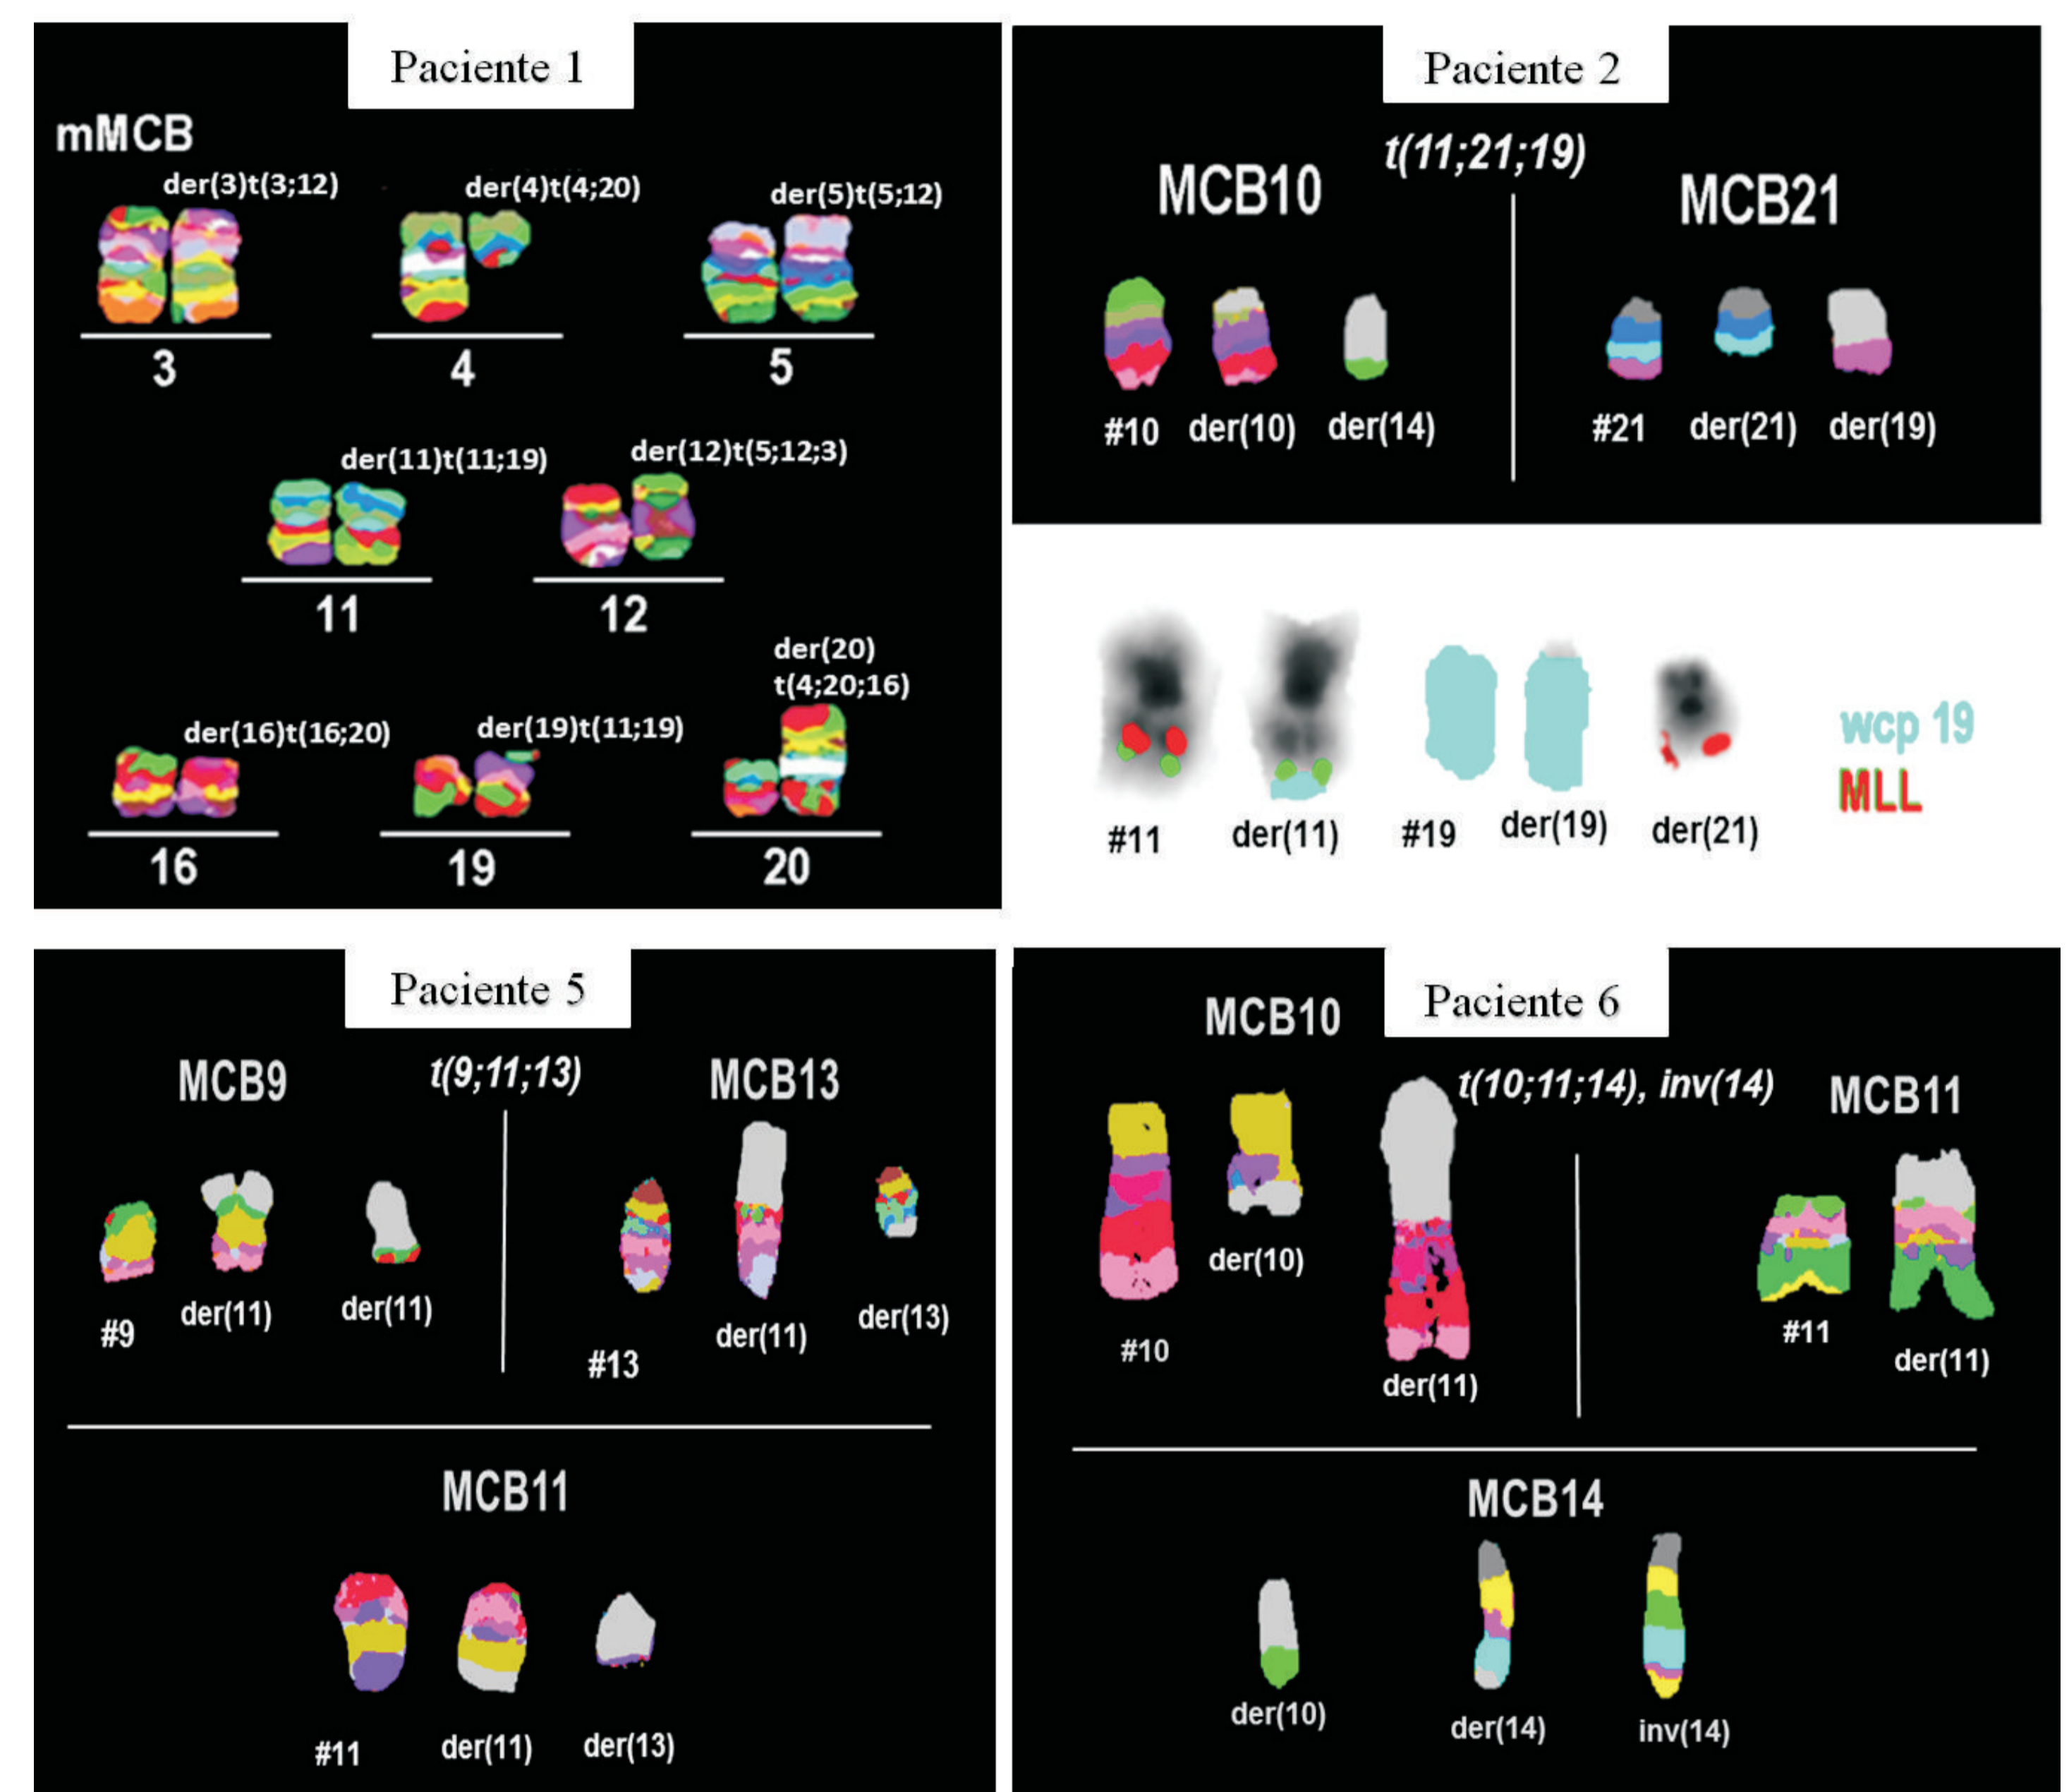 Paciente 1
mMCB
der(3)t(3;12)
der(4)t(4;20)
der(5)t(5;12)
3
4
5
der(11)t(11;19)
der(12)t(5;12;3)
11
12
der(16)t(16;20)
der(19)t(11;19)
der(20)
t(4;20;16)
16
19
20
Paciente 2
t(11;21;19)
MCB10
MCB21
#10
der(10)
der(14)
#21
der(21)
der(19)
#11
der(11)
#19
der(19)
der(21)
wcp 19
MLL
Paciente 5
MCB9
t(9;11;13)
MCB13
#9
der(11)
der(11)
#13
der(11)
der(13)
MCB11
#11
der(11)
der(13)
Paciente 6
MCB10
t(10;11;14), inv(14)
MCB11
#10
der(10)
der(11)
#11
der(11)
MCB14
der(10)
der(14)
inv(14)